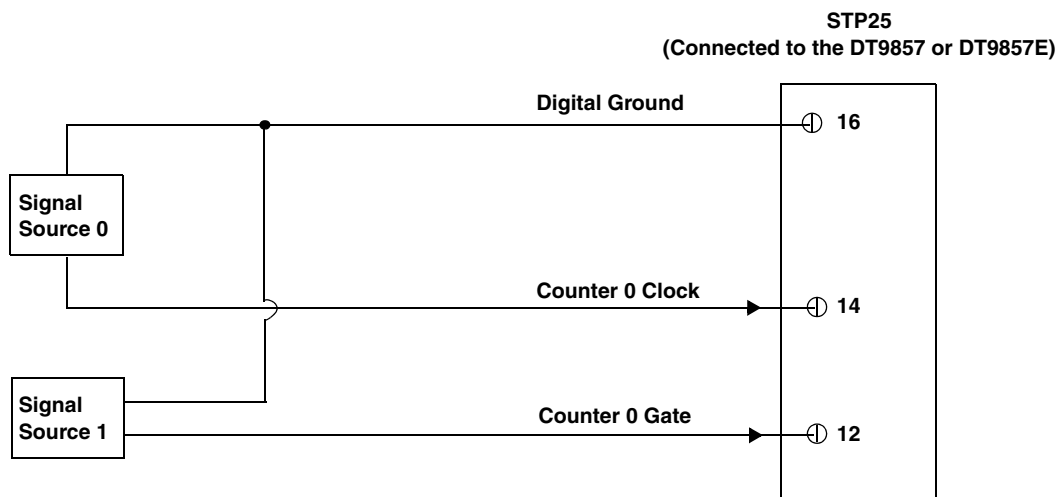 STP25
(Connected to the DT9857 or DT9857E)
Digital Ground
16
Signal
Source 0
Counter 0 Clock
14
Signal
Source 1
Counter 0 Gate
12